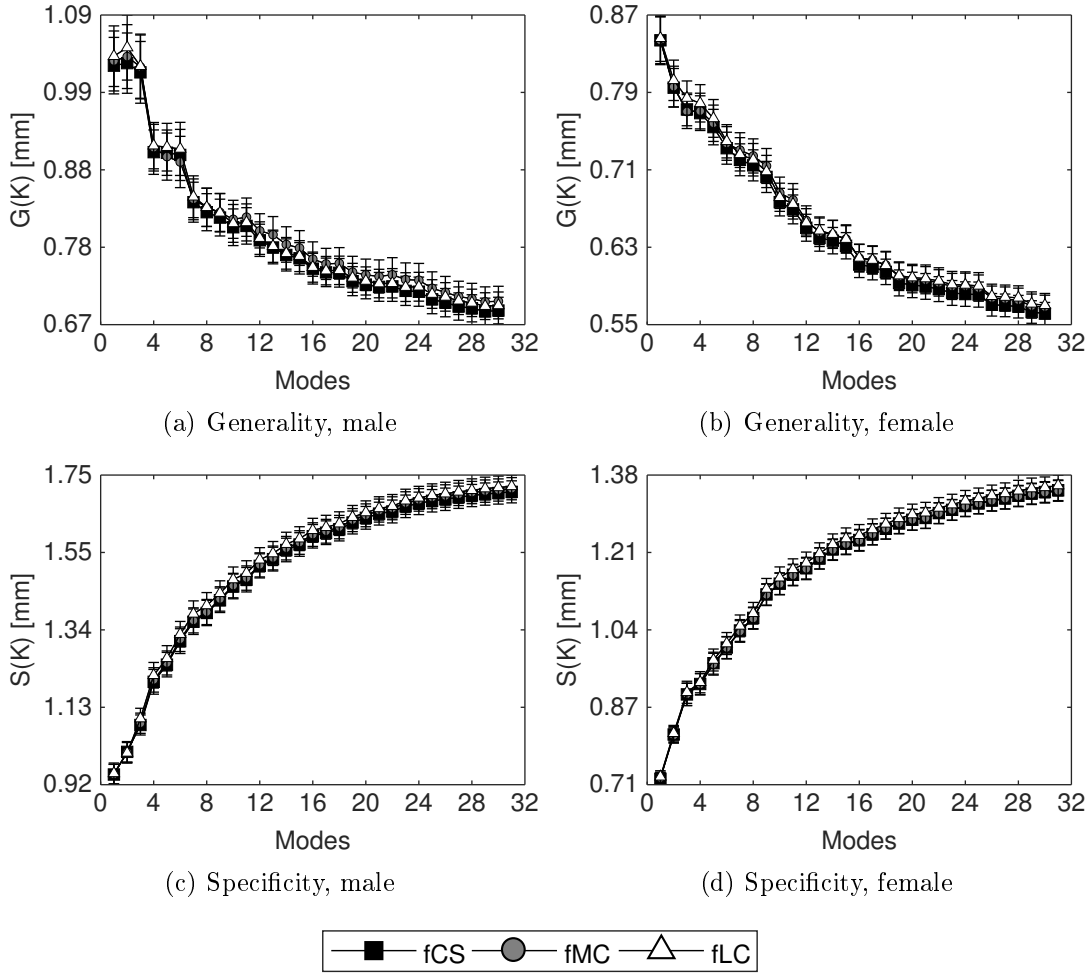 1.09
0.99
0.88
0.78
0.67
G(K) [mm]
0 4 8 12 16 20 24 28 32
Modes
(a) Generality, male
0.87
0.79
0.71
0.63
0.55
G(K) [mm]
0 4 8 12 16 20 24 28 32
Modes
(b) Generality, female
1.75
1.55
1.34
1.13
0.92
S(K) [mm]
0 4 8 12 16 20 24 28 32
Modes
(c) Specificity, male
1.38
1.21
1.04
0.87
0.71
S(K) [mm]
0 4 8 12 16 20 24 28 32
Modes
(d) Specificity, female
fCS fMC fLC